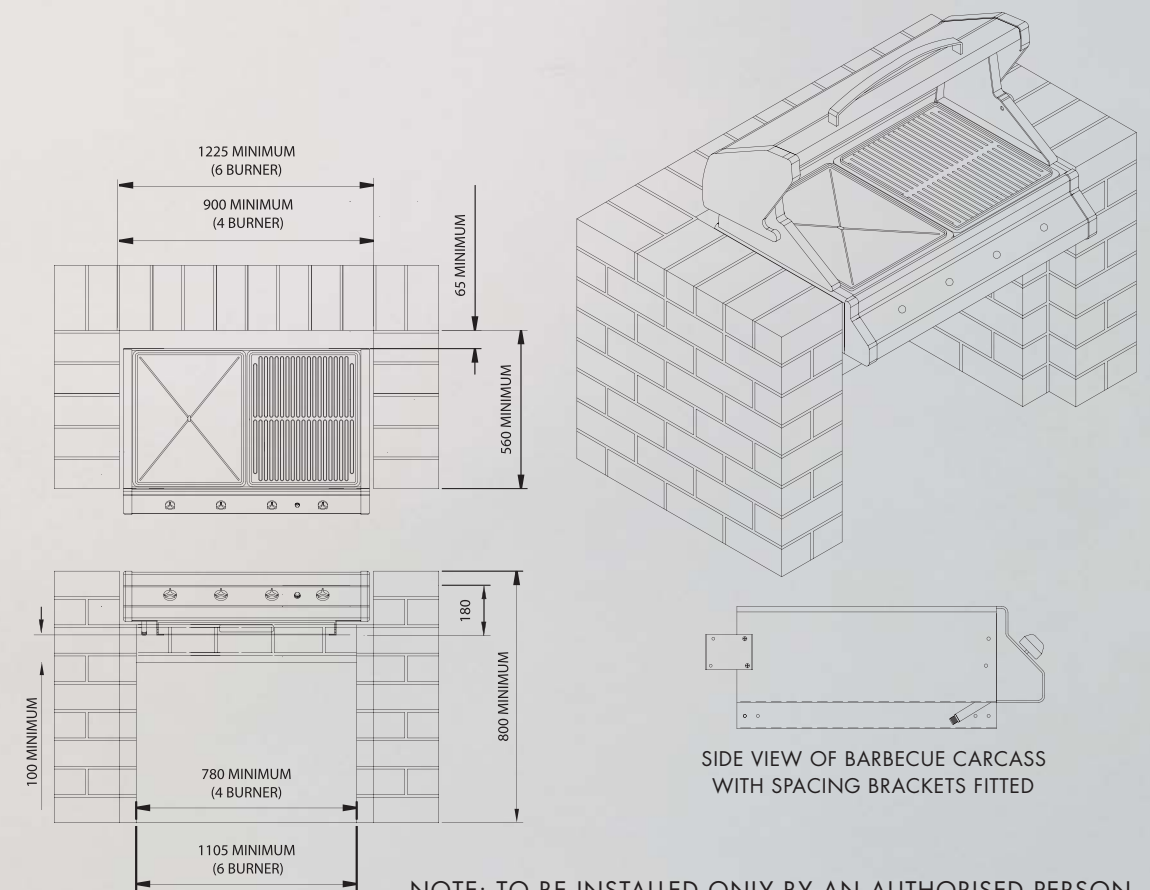 1225 MINIMUM
(6 BURNER)
900 MINIMUM
(4 BURNER)
65 MINIMUM
560 MINIMUM
180
800 MINIMUM
100 MINIMUM
780 MINIMUM
(4 BURNER)
1105 MINIMUM
(6 BURNER)
SIDE VIEW OF BARBECUE CARCASS
WITH SPACING BRACKETS FITTED
NOTE: TO BE INSTALLED ONLY BY AN AUTHORISED PERSON